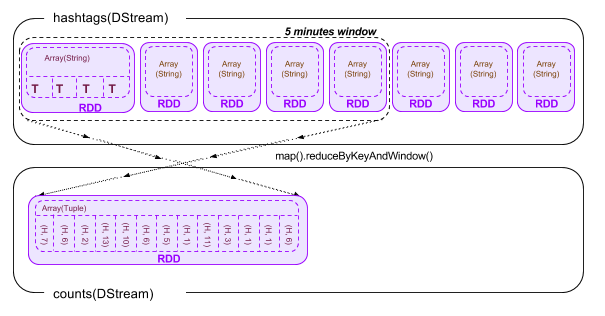 hashtags(DStream)
5 minutes window
Array(String)
T T T T
RDD
Array
(String)
RDD
Array
(String)
RDD
Array
(String)
RDD
Array
(String)
RDD
Array
(String)
RDD
Array
(String)
RDD
Array
(String)
RDD
map().reduceByKeyAndWindow()
Array(Tuple)
(H, 7)
(H, 6)
(H, 2)
(H, 13)
(H, 10)
(H, 6)
(H, 5)
(H, 1)
(H, 11)
(H, 3)
(H, 1)
(H, 1)
(H, 6)
RDD
counts(DStream)